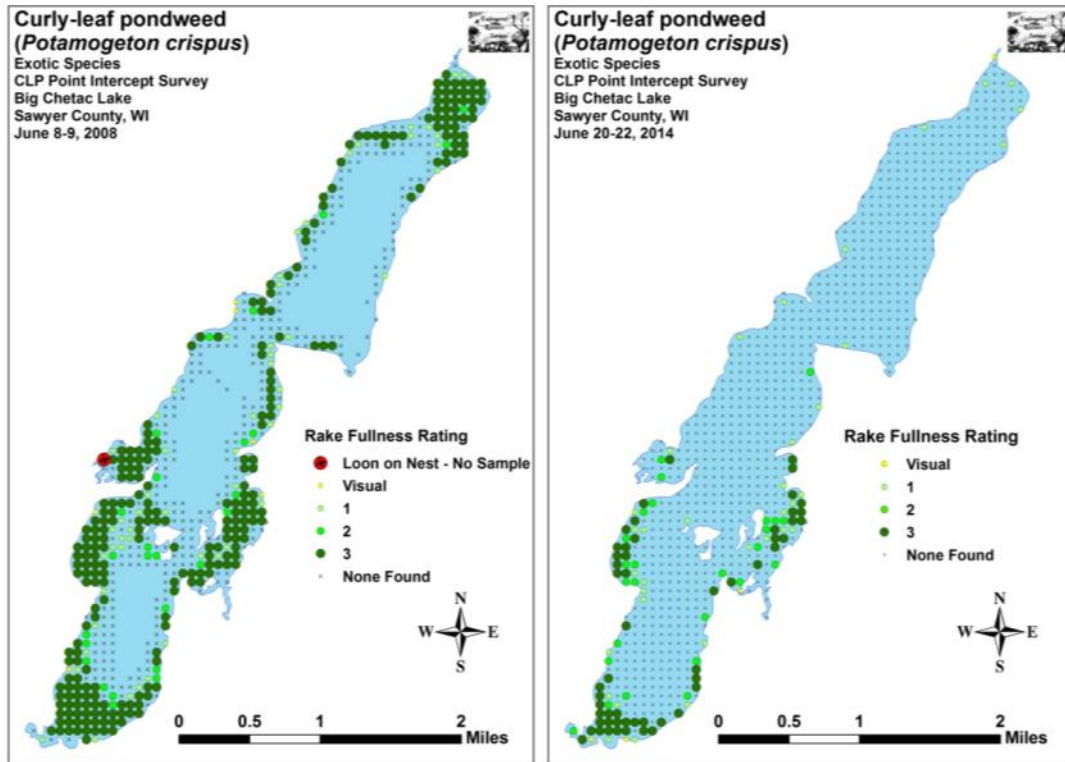 Curly-leaf pondweed
(Potamogeton crispus)
Exotic Species
CLP Point Intercept Survey
Big Chetac Lake
Sawyer County, WI
June 8-9, 2008
Rake Fullness Rating
Loon on Nest - No Sample
Visual
1
2
3
None Found
N
W E
S
0 0.5 1 2
Miles
Curly-leaf pondweed
(Potamogeton crispus)
Exotic Species
CLP Point Intercept Survey
Big Chetac Lake
Sawyer County, WI
June 20-22, 2014
Rake Fullness Rating
Visual
1
2
3
None Found
N
W E
S
0 0.5 1 2
Miles